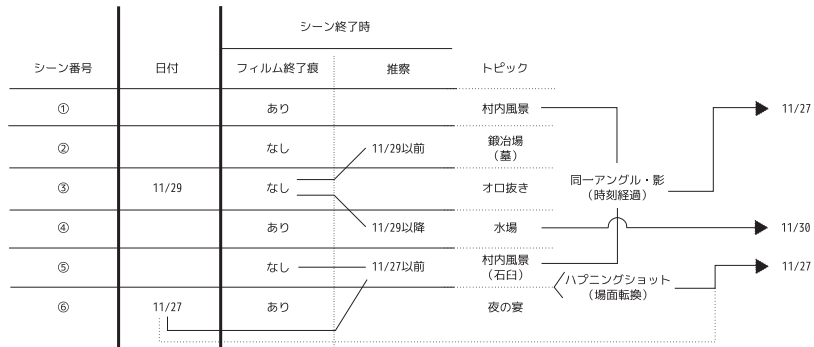 シーン終了時
シーン番号 日付 フィルム終了痕 推察 トピック
① あり 村内風景 11/27
② なし 11/29以前 鍛冶場
（墓）
③ 11/29 なし オロ抜き 同一アングル・影
（時刻経過）
④ あり 11/29以降 水場 11/30
⑤ なし 11/27以前 村内風景
（石臼） 11/27
ハプニングショット
（場面転換）
⑥ 11/27 あり 夜の宴